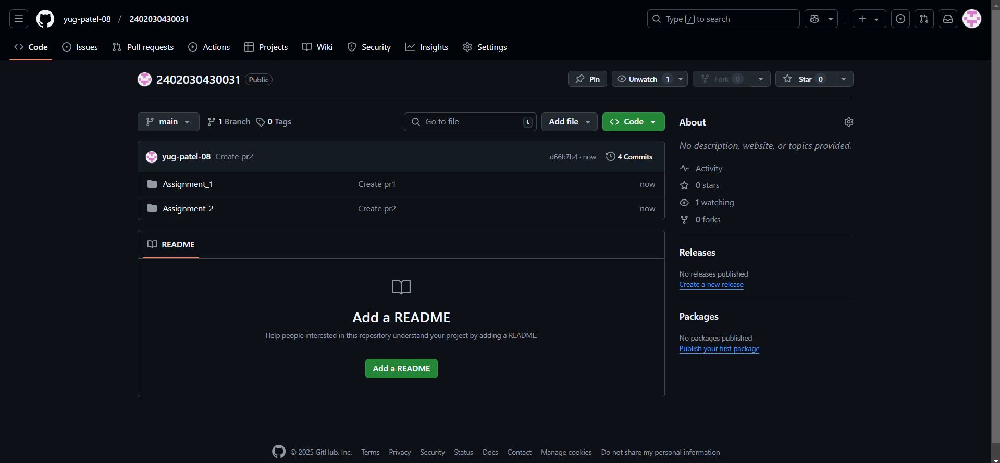 yug-patel-08 / 2402030430031
Type / to search
Code Issues Pull requests Actions Projects Wiki Security Insights Settings
2402030430031 Public
Pin Unwatch 1 Fork 0 Star 0
main 1 Branch 0 Tags Go to file t Add file Code
yug-patel-08 Create pr2 d66b7b4 · now 4 Commits
Assignment_1 Create pr1 now
Assignment_2 Create pr2 now
README
Add a README
Help people interested in this repository understand your project by adding a README.
Add a README
About
No description, website, or topics provided.
Activity
0 stars
1 watching
0 forks
Releases
No releases published
Create a new release
Packages
No packages published
Publish your first package
© 2025 GitHub, Inc. Terms Privacy Security Status Docs Contact Manage cookies Do not share my personal information